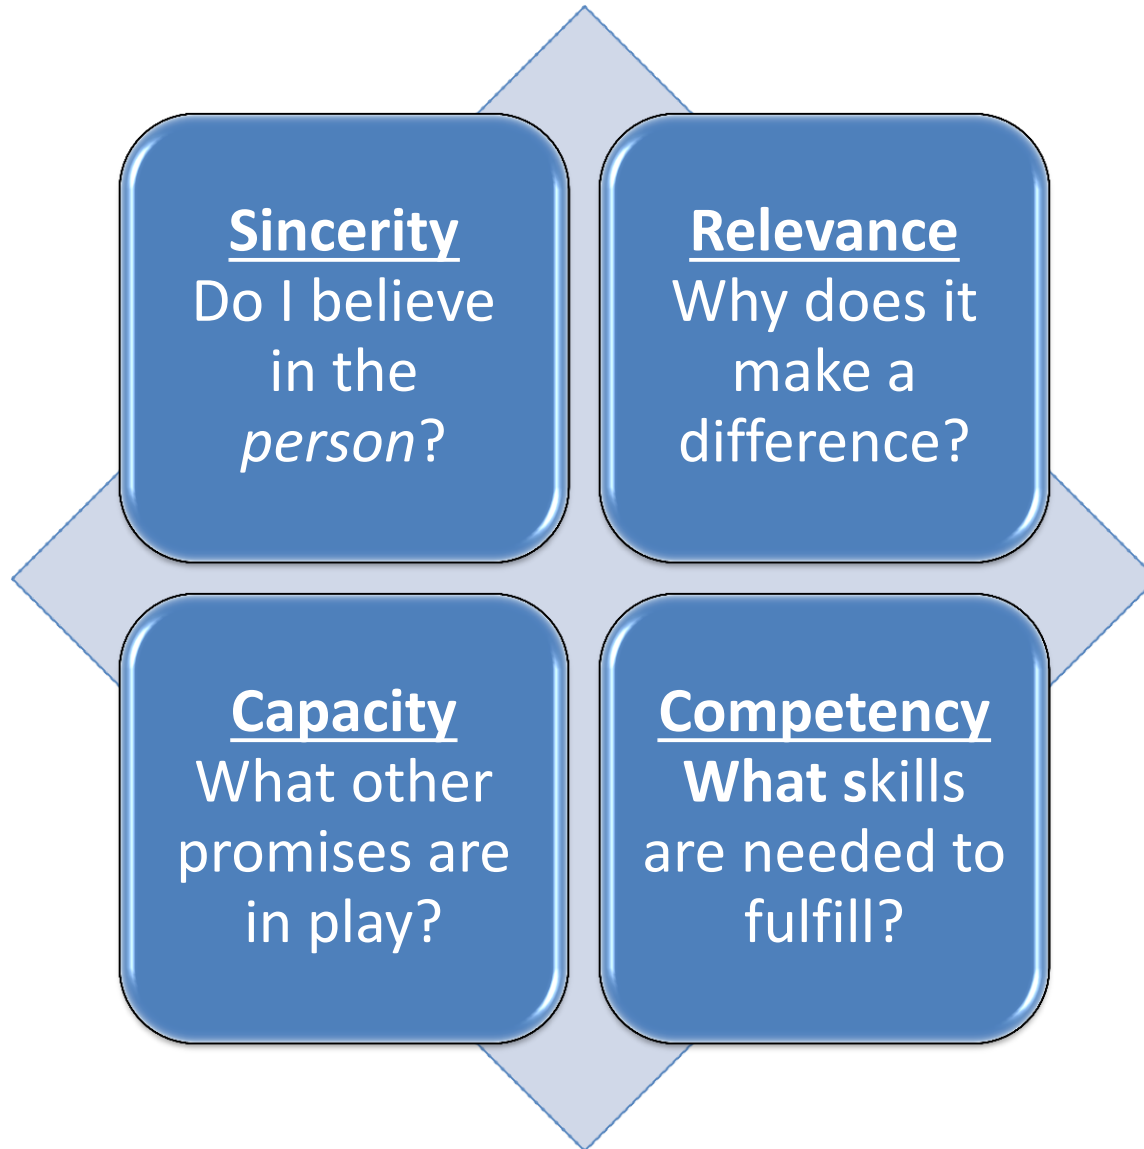 Sincerity
Do I believe
in the
person?
Relevance
Why does it
make a
difference?
Capacity
What other
promises are
in play?
Competency
What skills
are needed to
fulfill?